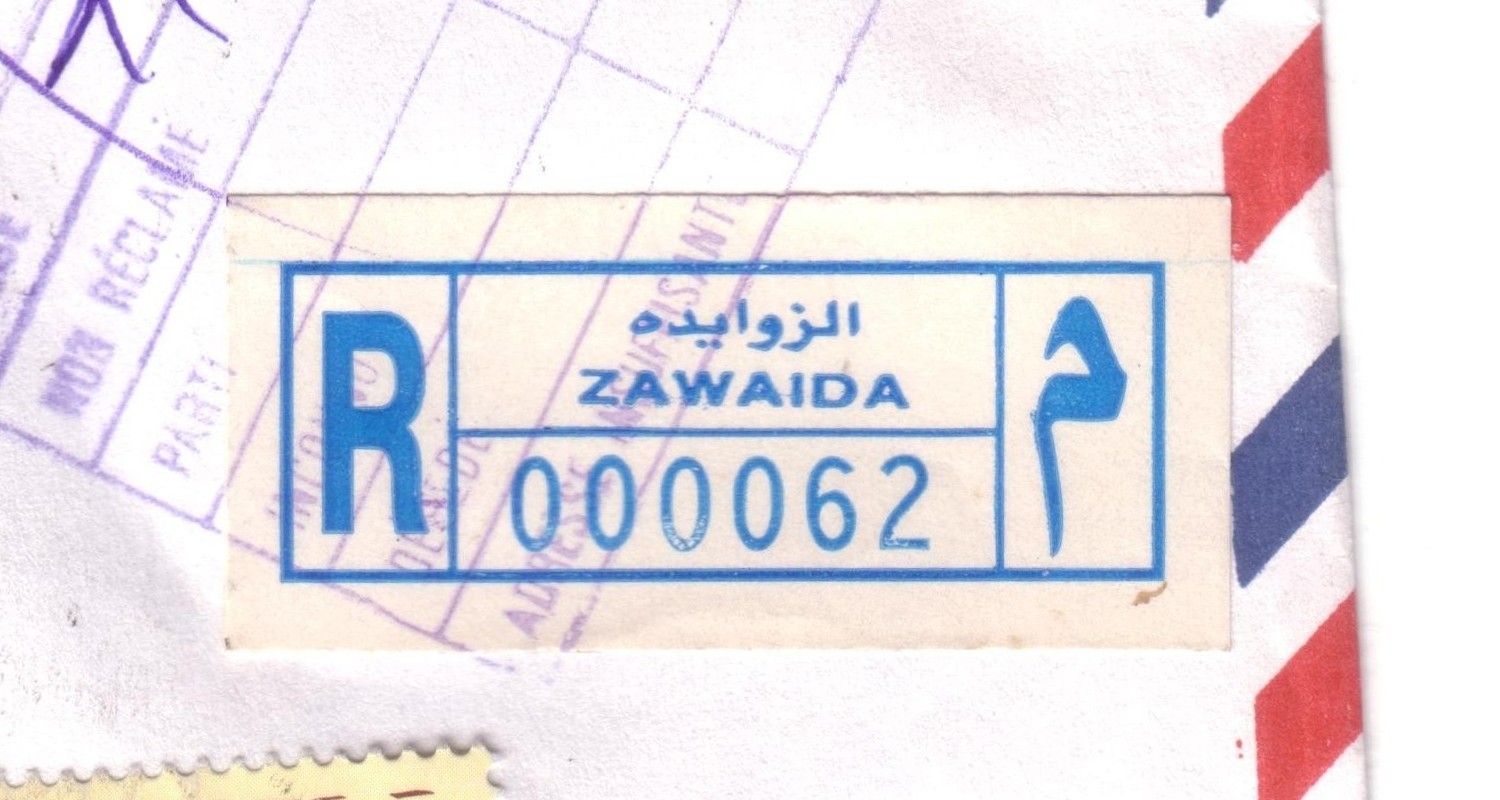 NON RÉCLAMÉ
PARTI
INCONNU
ADRESSE INSUFFISANTE
R
الزوايده
ZAWAIDA
000062
م